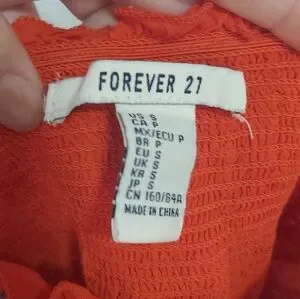 FOREVER 21
US S
CA P
MX/ECU P
BR P
EU S
UK S
KR S
JP S
CN 160/84A
MADE IN CHINA